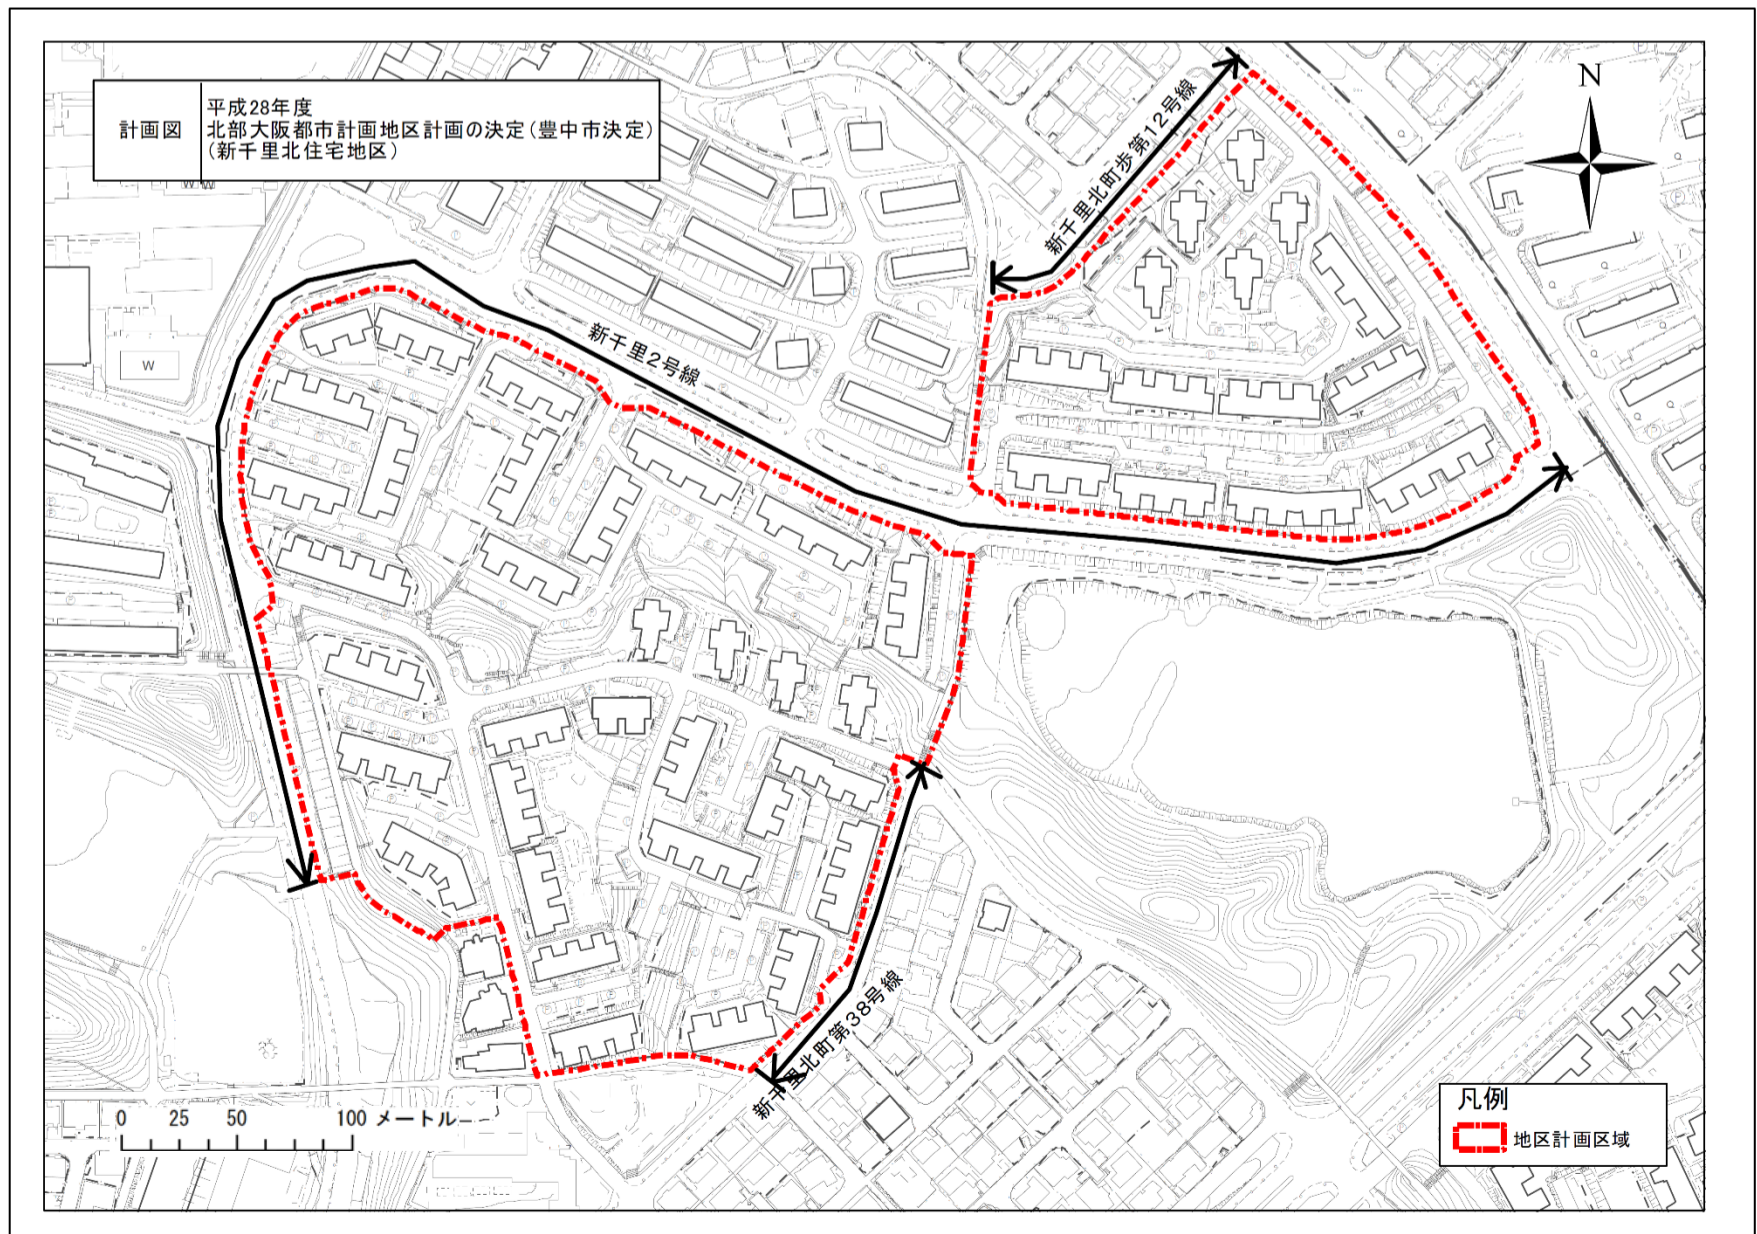 計画図
平成28年度
北部大阪都市計画地区計画の決定（豊中市決定）
（新千里北住宅地区）
N
新千里北町歩第12号線
新千里2号線
W
新千里北町第38号線
0 25 50 100 メートル
凡例
地区計画区域